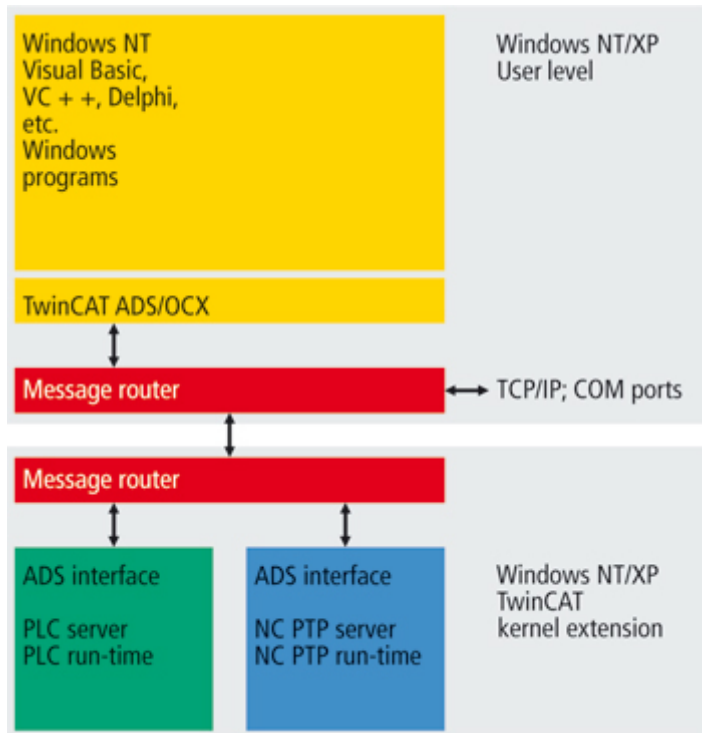 Windows NT
Visual Basic,
VC + +, Delphi,
etc.
Windows
programs
Windows NT/XP
User level
TwinCAT ADS/OCX
Message router
TCP/IP; COM ports
Message router
ADS interface
PLC server
PLC run-time
ADS interface
NC PTP server
NC PTP run-time
Windows NT/XP
TwinCAT
kernel extension